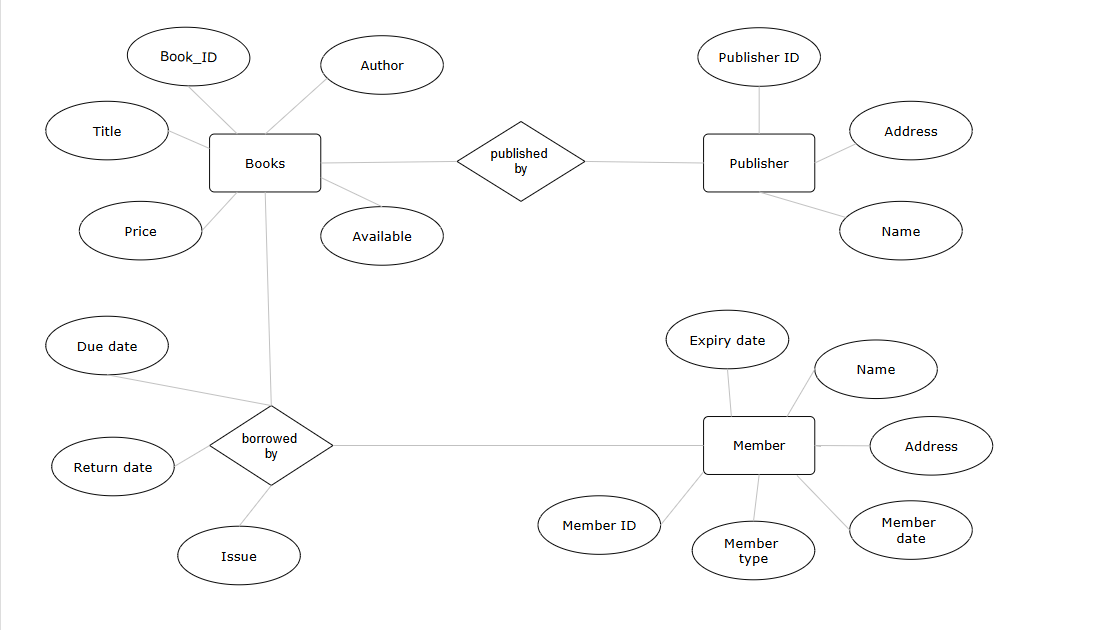 Book_ID
Author
Title
Books
Price
Available
published
by
Publisher ID
Publisher
Address
Name
Due date
Return date
borrowed
by
Issue
Expiry date
Name
Member
Address
Member ID
Member
type
Member
date